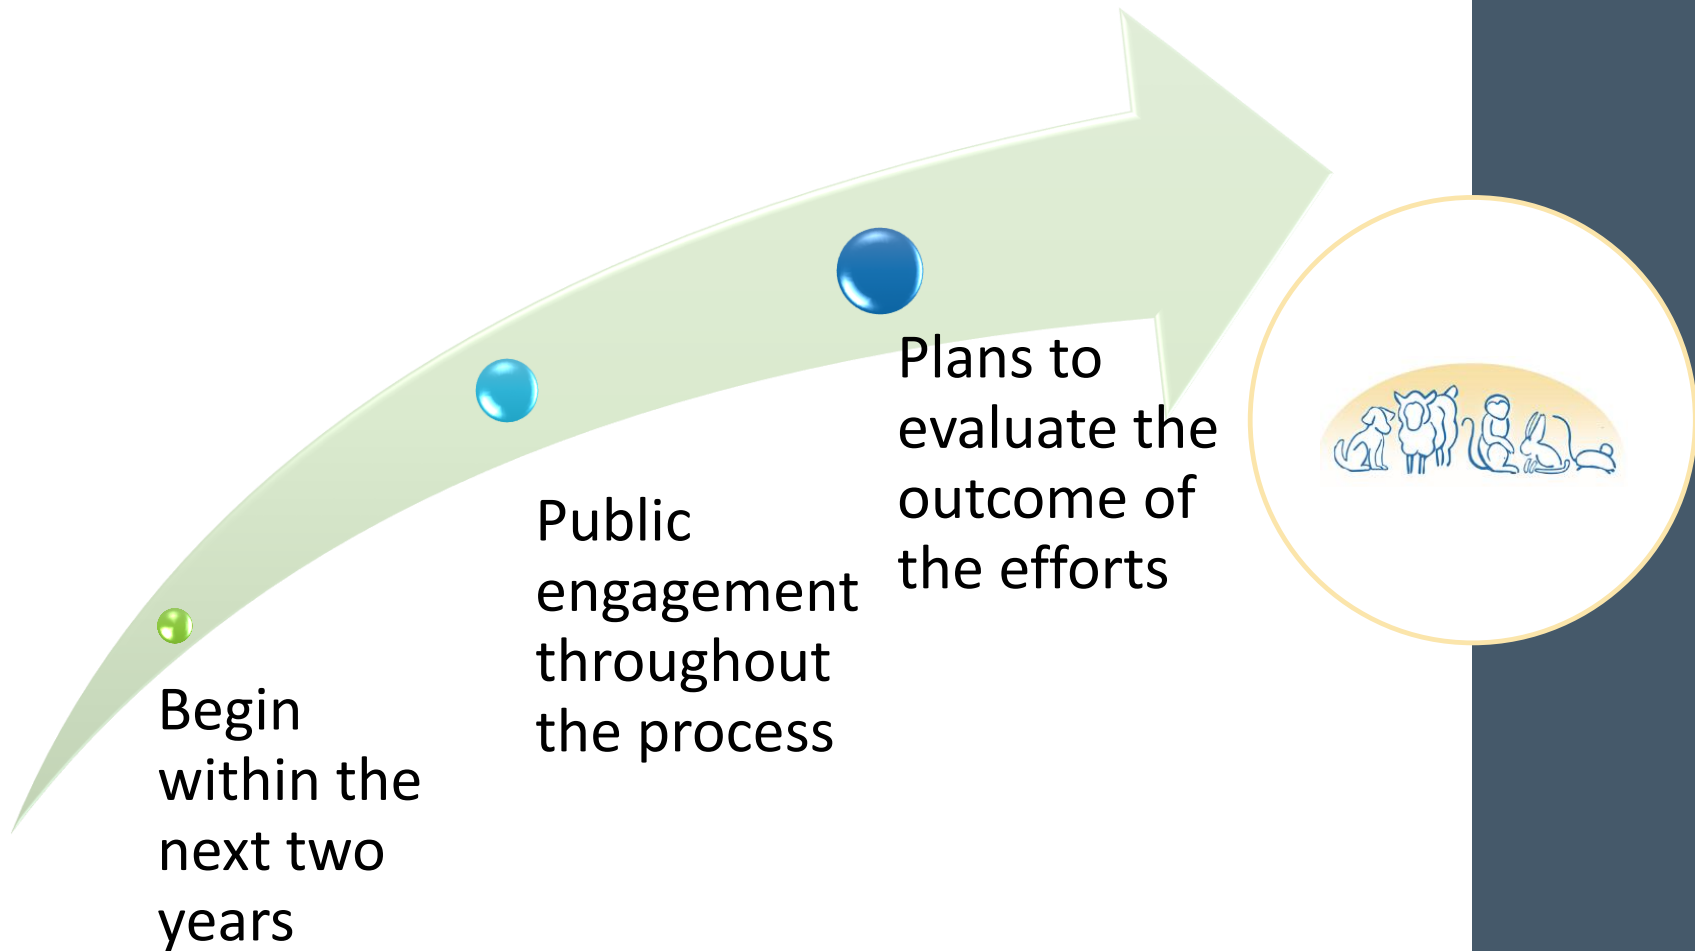 Begin
within the
next two
years
Public
engagement
throughout
the process
Plans to
evaluate the
outcome of
the efforts